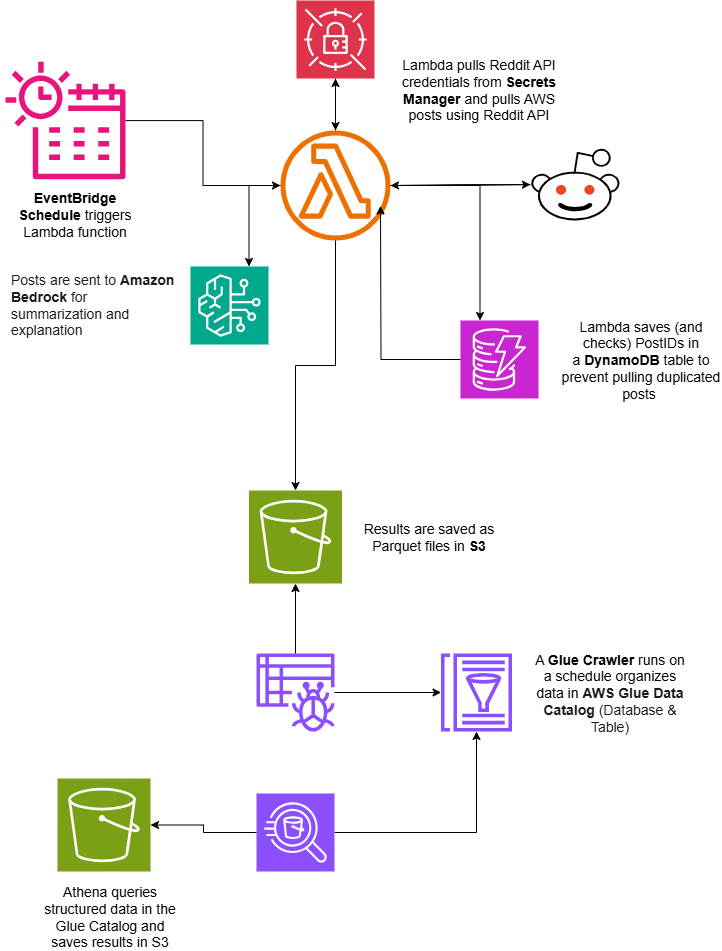 Lambda pulls Reddit API
credentials from Secrets
Manager and pulls AWS
posts using Reddit API
EventBridge
Schedule triggers
Lambda function
Posts are sent to Amazon
Bedrock for
summarization and
explanation
Lambda saves (and
checks) PostIDs in
a DynamoDB table to
prevent pulling duplicated
posts
Results are saved as
Parquet files in S3
A Glue Crawler runs on
a schedule organizes
data in AWS Glue Data
Catalog (Database &
Table)
Athena queries
structured data in the
Glue Catalog and
saves results in S3